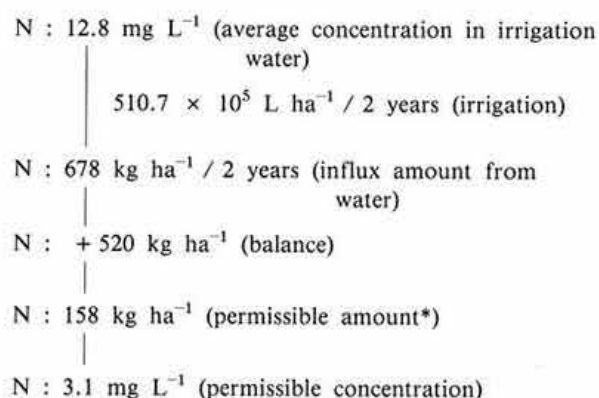 N : 12.8 mg L⁻¹ (average concentration in irrigation
water)
510.7 × 10⁵ L ha⁻¹ / 2 years (irrigation)
N : 678 kg ha⁻¹ / 2 years (influx amount from
water)
N : + 520 kg ha⁻¹ (balance)
N : 158 kg ha⁻¹ (permissible amount*)
N : 3.1 mg L⁻¹ (permissible concentration)